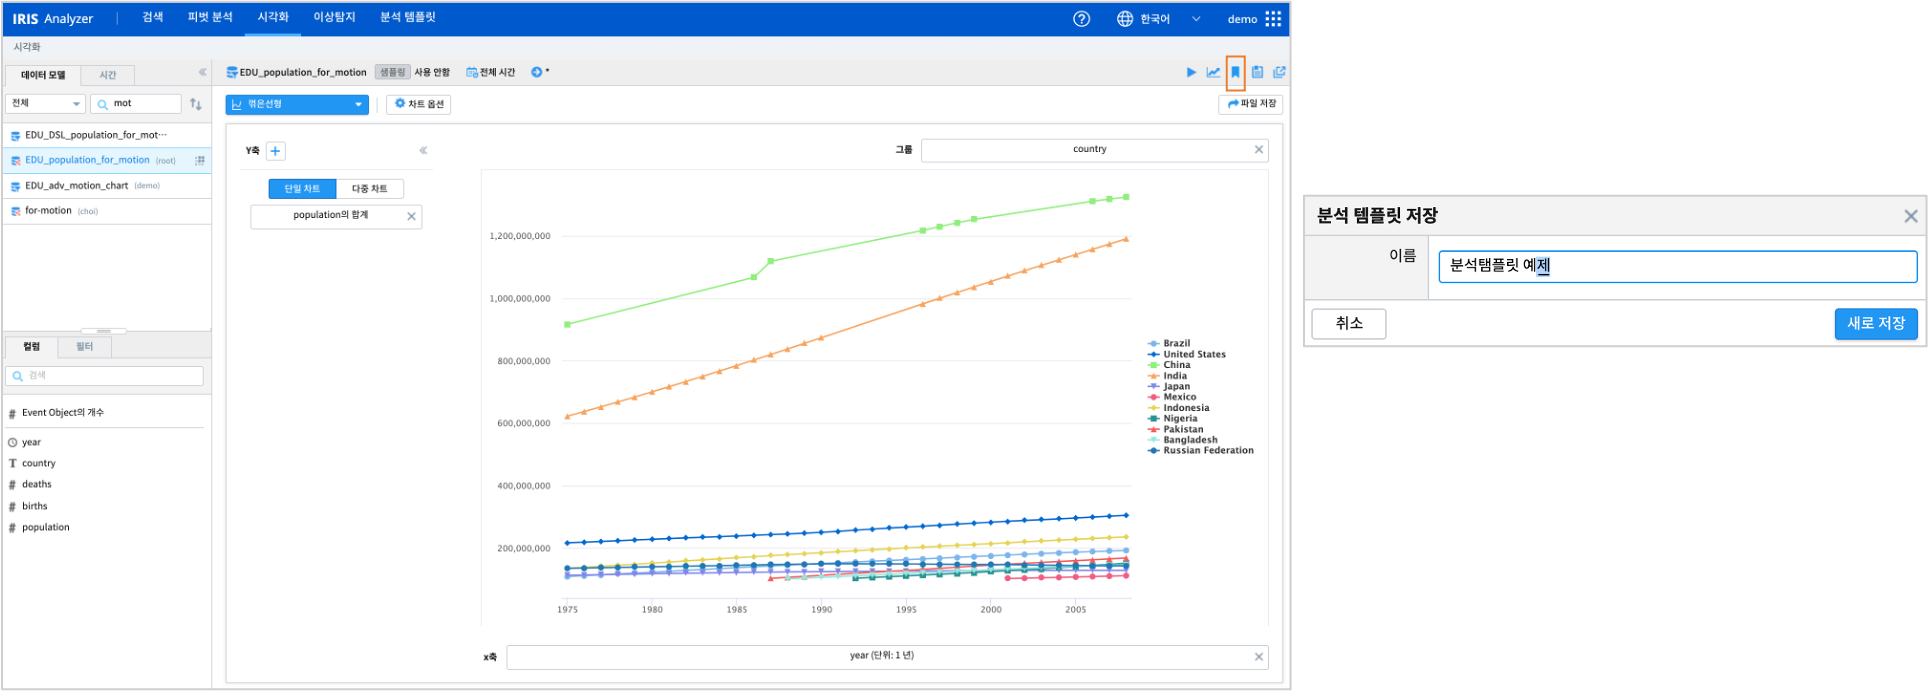 IRIS Analyzer 검색 피벗 분석 시각화 이상탐지 분석 템플릿 한국어 demo
시각화
데이터 모델 시간
전체 mot
EDU_DSL_population_for_mot···
EDU_population_for_motion (root)
EDU_adv_motion_chart (demo)
for-motion (choi)
컬럼 필터
검색
# Event Object의 개수
year
T country
# deaths
# births
# population
EDU_population_for_motion 샘플링 사용 안함 전체 시간 *
꺾은선형 차트 옵션 파일 저장
Y축 +
단일 차트 다중 차트
population의 합계
그룹 country
1,200,000,000
1,000,000,000
800,000,000
600,000,000
400,000,000
200,000,000
1975 1980 1985 1990 1995 2000 2005
Brazil
United States
China
India
Japan
Mexico
Indonesia
Nigeria
Pakistan
Bangladesh
Russian Federation
x축 year (단위: 1 년)
분석 템플릿 저장
이름 분석탬플릿 예제
취소 새로 저장